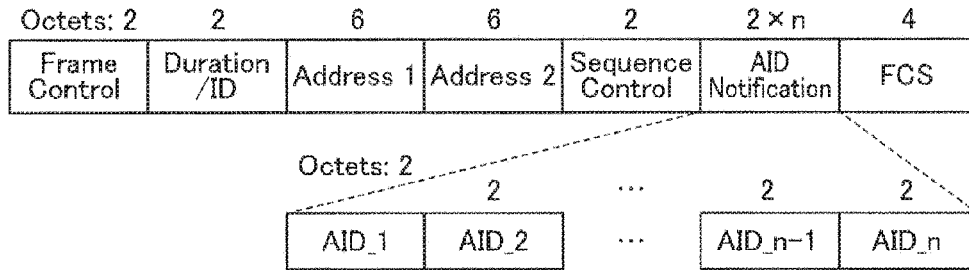 Octets: 2 2 6 6 2 2×n 4
Frame Control Duration /ID Address 1 Address 2 Sequence Control AID Notification FCS
Octets: 2 2 ... 2 2
AID_1 AID_2 ... AID_n-1 AID_n